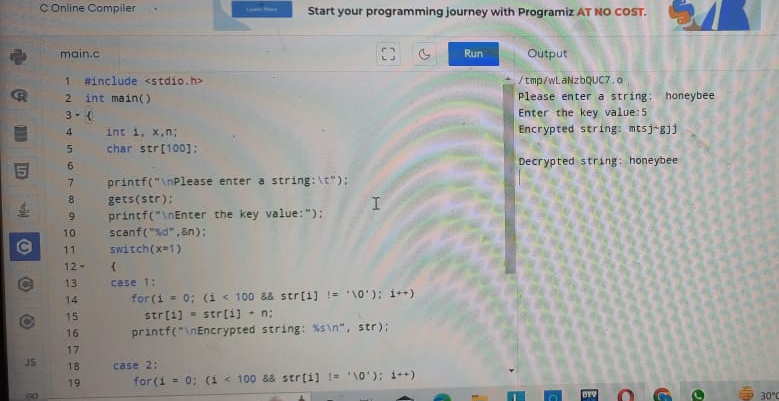 C Online Compiler
Learn More
Start your programming journey with Programiz AT NO COST.
main.c
Run
Output
1 #include <stdio.h>
2 int main()
3 {
4 int i, x,n;
5 char str[100];
6
7 printf("\nPlease enter a string:\t");
8 gets(str);
9 printf("\nEnter the key value:");
10 scanf("%d",&n);
11 switch(x=1)
12 {
13 case 1:
14 for(i = 0; (i < 100 && str[i] != '\0'); i++)
15 str[i] = str[i] + n;
16 printf("\nEncrypted string: %s\n", str);
17
18 case 2:
19 for(i = 0; (i < 100 && str[i] != '\0'); i++)
/tmp/wLaNzbQUC7.o
Please enter a string: honeybee
Enter the key value:5
Encrypted string: mtsj~gjj
Decrypted string: honeybee
JS
GO
DEV
30°